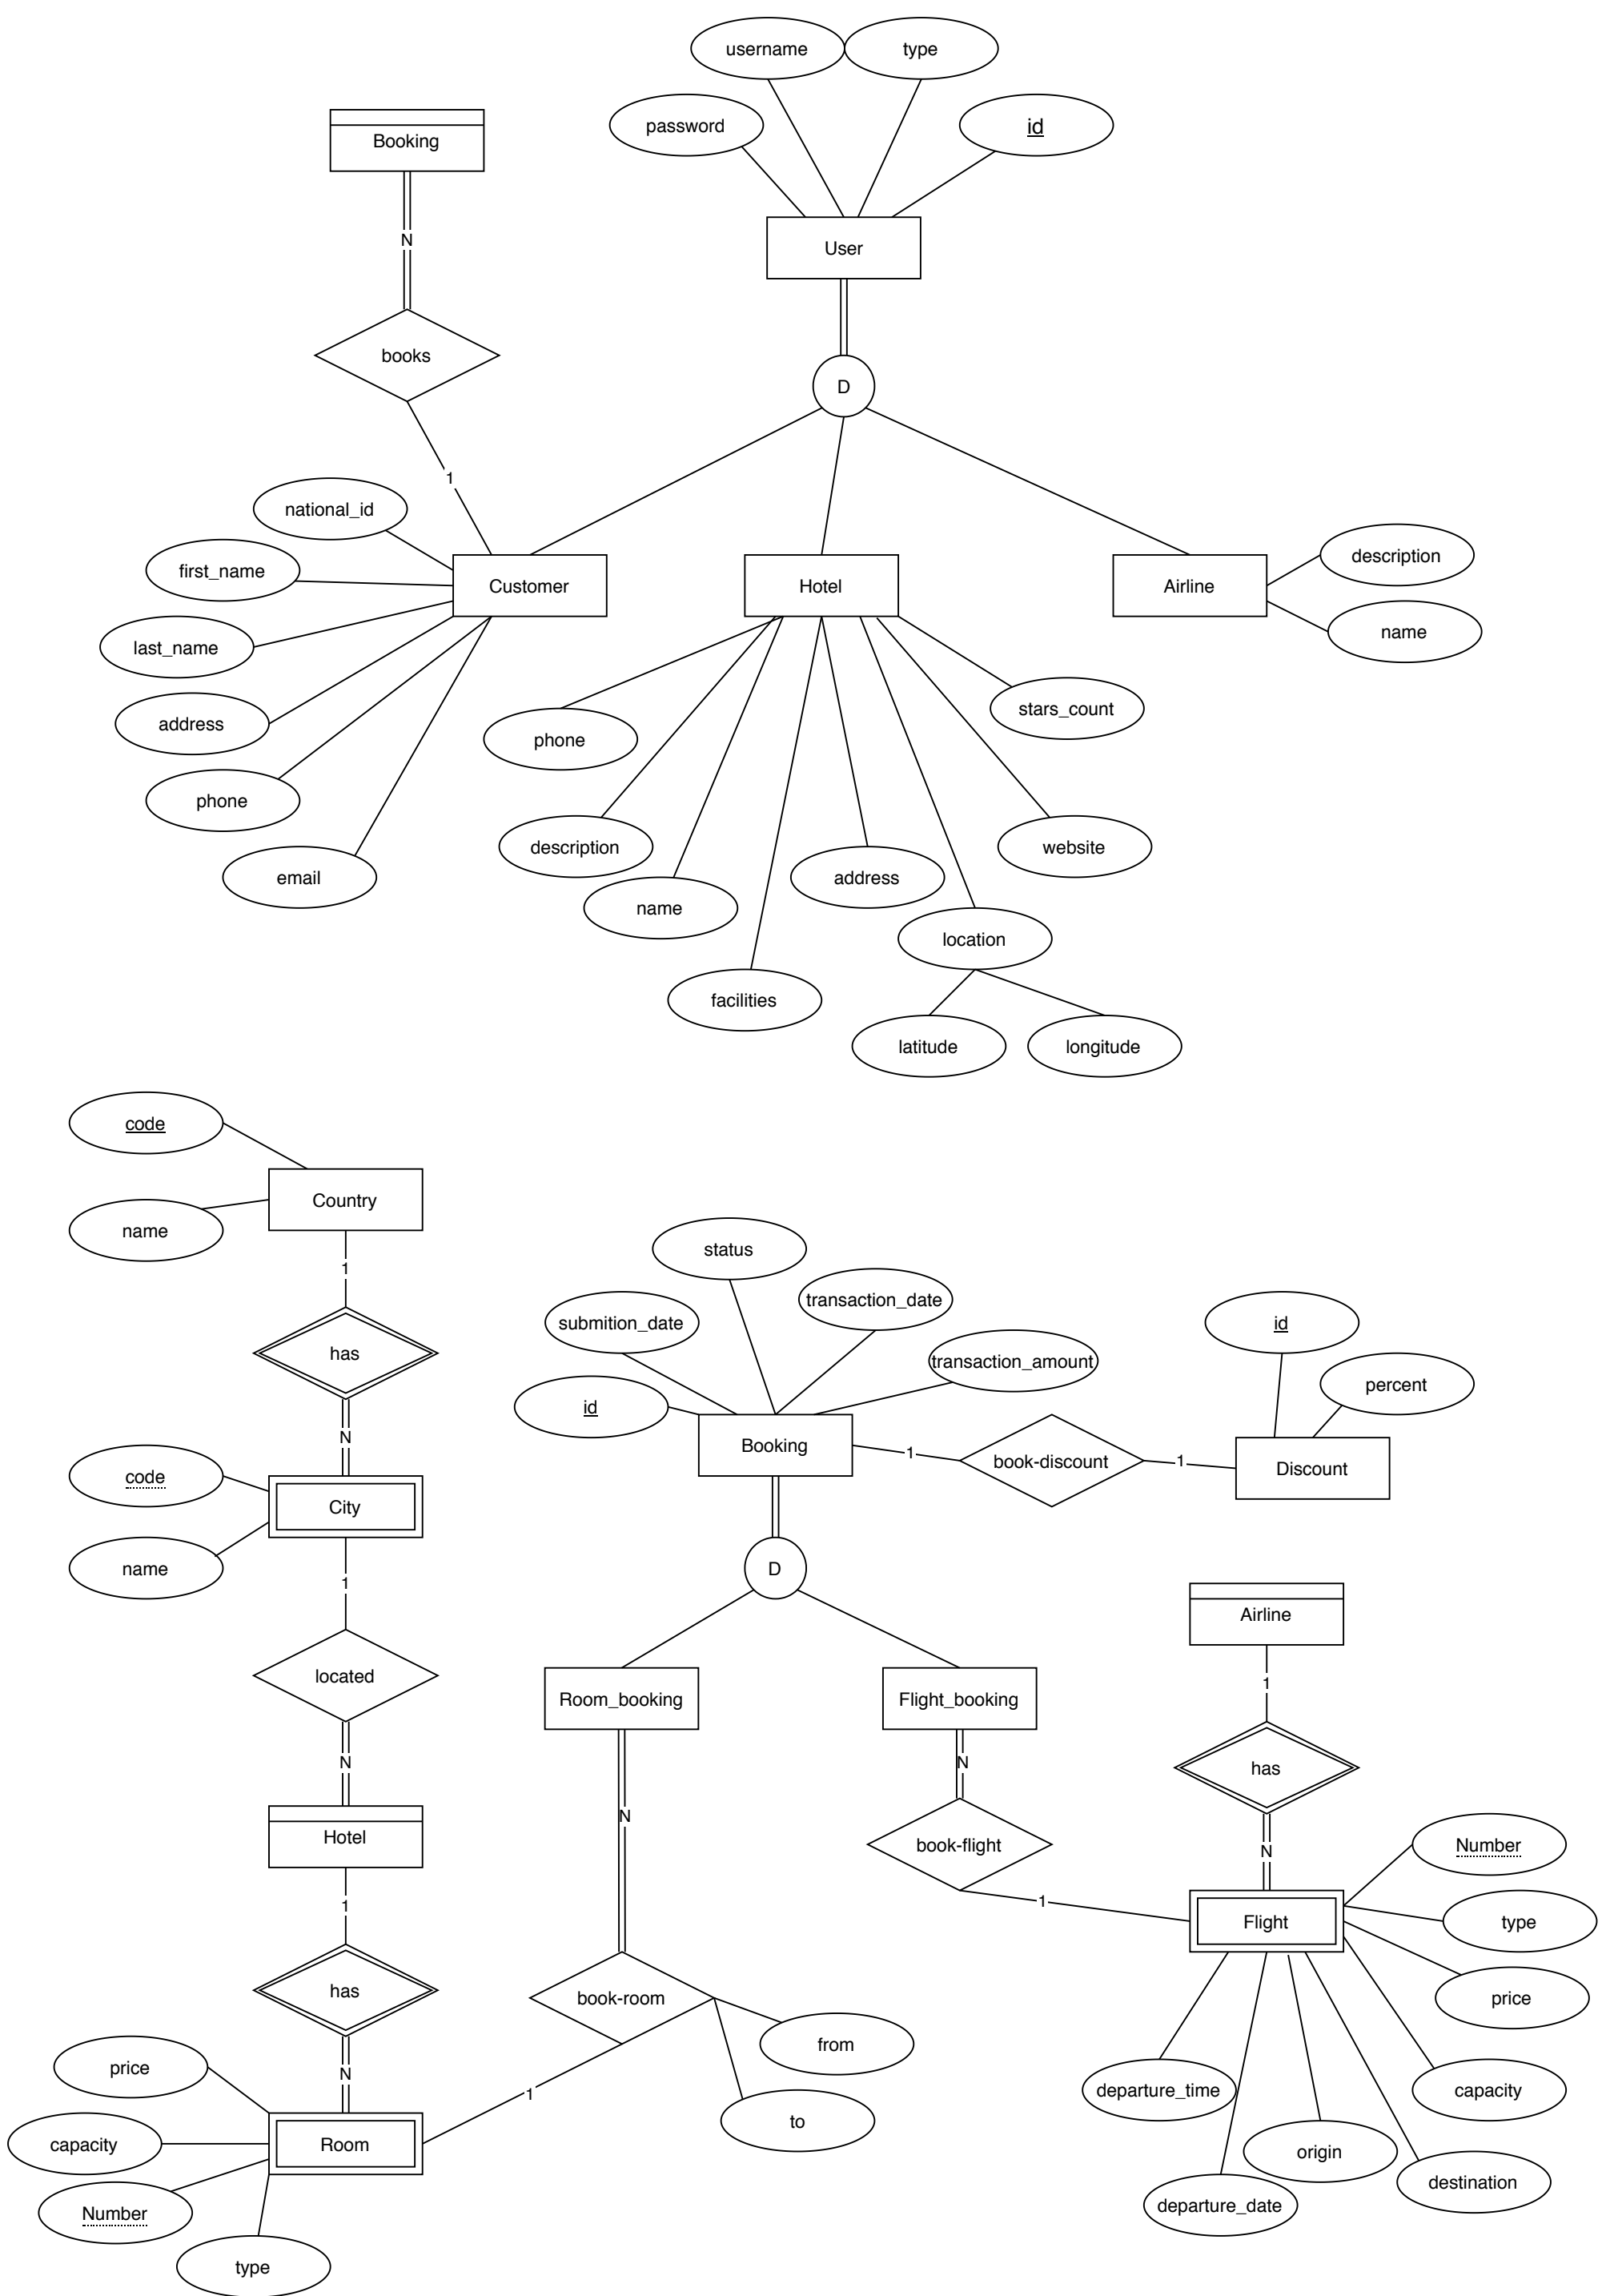 username
type
password
id
Booking
User
N
books
D
1
national_id
first_name
Customer
Hotel
Airline
description
name
last_name
address
phone
email
stars_count
phone
description
name
facilities
address
website
location
latitude
longitude
code
Country
name
1
has
N
code
City
name
1
located
N
Hotel
1
has
N
price
capacity
Room
Number
type
status
submition_date
transaction_date
transaction_amount
id
Booking
1
book-discount
1
Discount
id
percent
D
Room_booking
Flight_booking
N
N
book-flight
1
book-room
from
to
1
Airline
1
has
N
Flight
Number
type
price
capacity
departure_time
origin
destination
departure_date